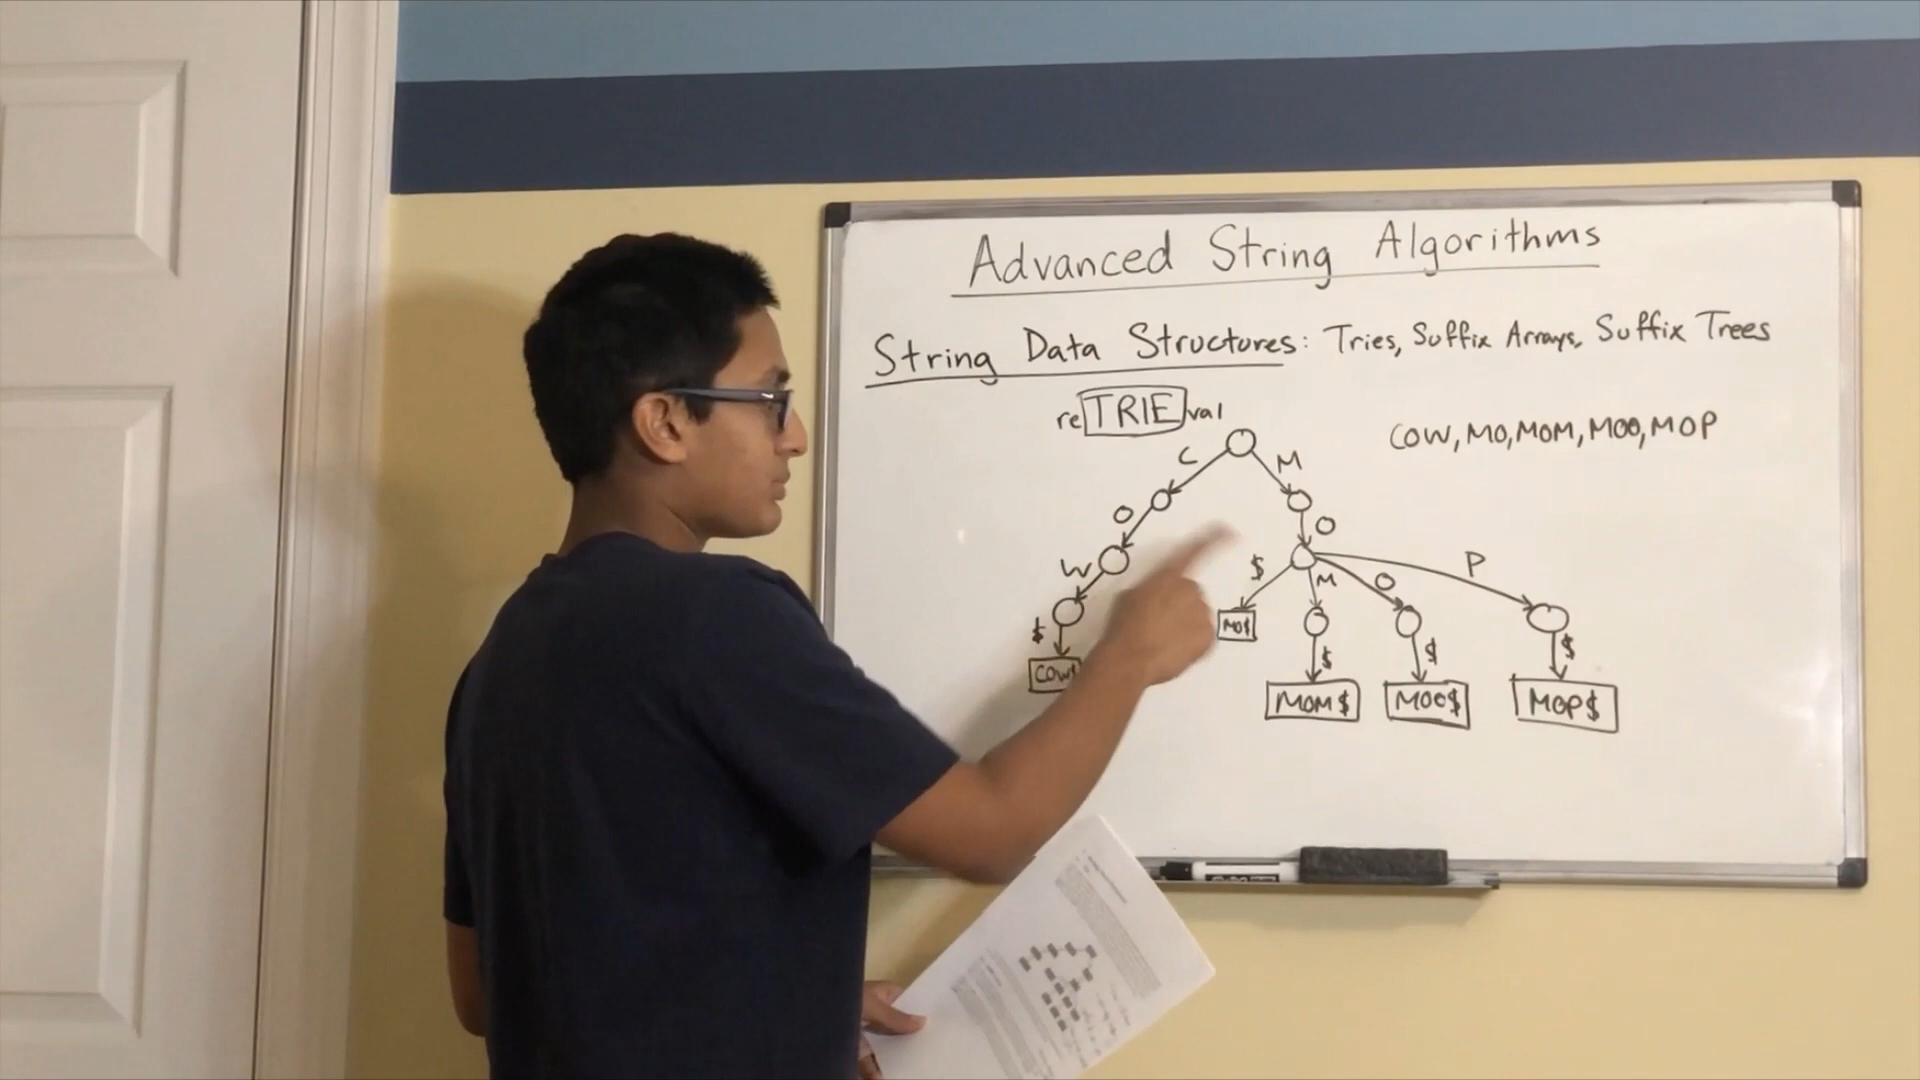 Advanced String Algorithms
String Data Structures: Tries, Suffix Arrays, Suffix Trees
reTRIEval
COW, MO, MOM, MOO, MOP
C M
O O
W $ M O P
$ $ $ $
COW$ MO$ MOM$ MOO$ MOP$